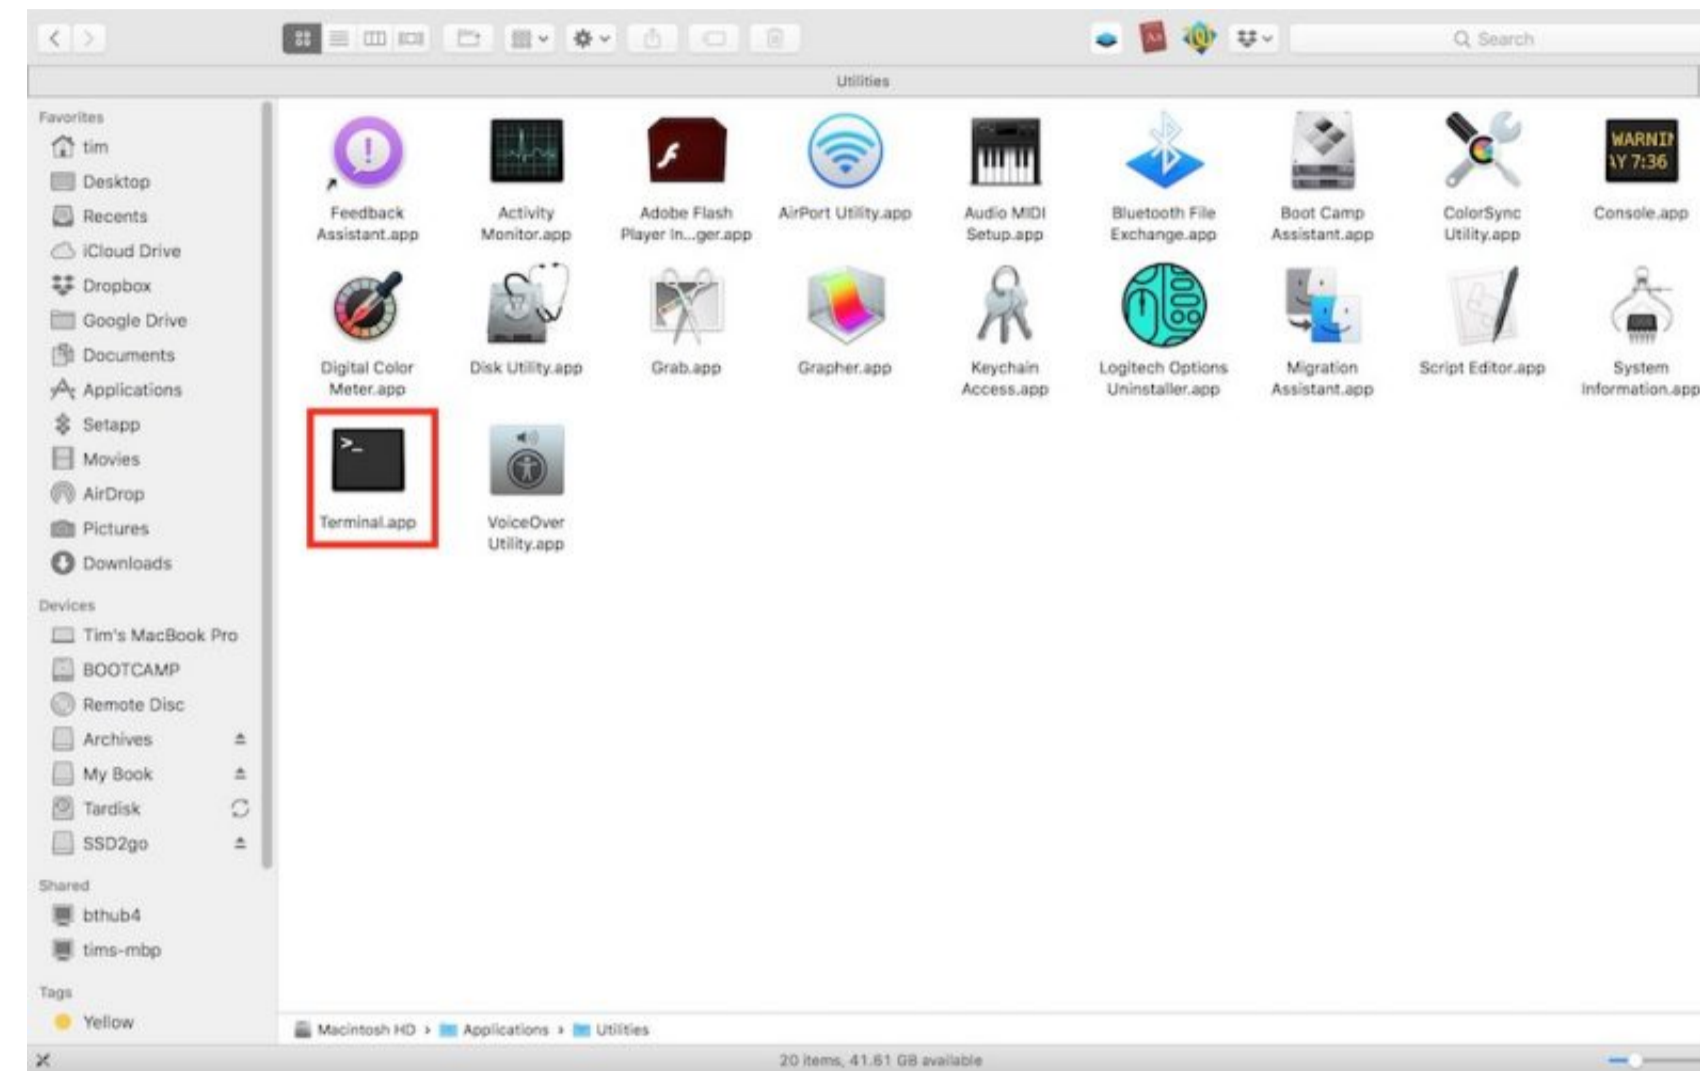 Search
Utilities
Favorites
tim
Desktop
Recents
iCloud Drive
Dropbox
Google Drive
Documents
Applications
Setapp
Movies
AirDrop
Pictures
Downloads
Devices
Tim's MacBook Pro
BOOTCAMP
Remote Disc
Archives
My Book
Tardisk
SSD2go
Shared
bthub4
tims-mbp
Tags
Yellow
Feedback
Assistant.app
Activity
Monitor.app
Adobe Flash
Player In...ger.app
AirPort Utility.app
Audio MIDI
Setup.app
Bluetooth File
Exchange.app
Boot Camp
Assistant.app
ColorSync
Utility.app
WARNIN
AY 7:36
Console.app
Digital Color
Meter.app
Disk Utility.app
Grab.app
Grapher.app
Keychain
Access.app
Logitech Options
Uninstaller.app
Migration
Assistant.app
Script Editor.app
System
Information.app
>_
Terminal.app
VoiceOver
Utility.app
Macintosh HD › Applications › Utilities
20 items, 41.61 GB available